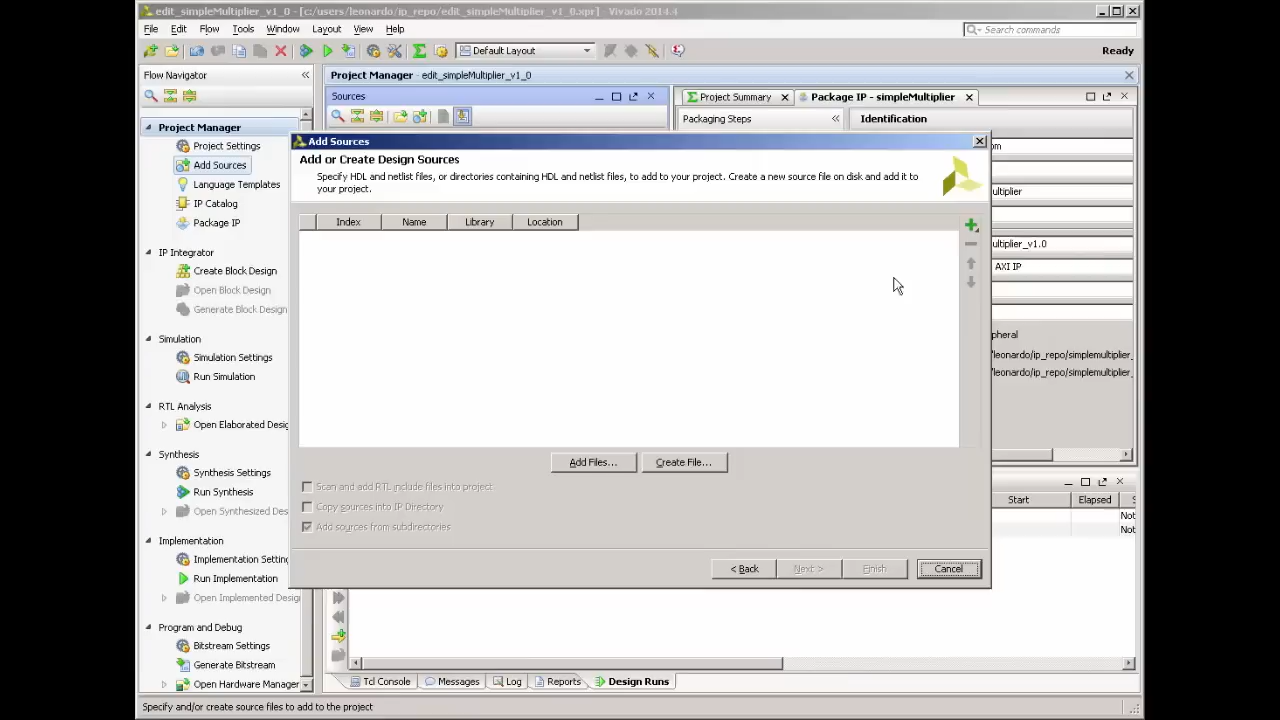 edit_simpleMultiplier_v1_0 - [c:/users/leonardo/ip_repo/edit_simpleMultiplier_v1_0.xpr] - Vivado 2014.4
File Edit Flow Tools Window Layout View Help
Search commands
Default Layout
Ready
Flow Navigator
Project Manager - edit_simpleMultiplier_v1_0
Sources
Project Summary
Package IP - simpleMultiplier
Packaging Steps
Identification
Project Manager
Project Settings
Add Sources
Language Templates
IP Catalog
Package IP
IP Integrator
Create Block Design
Open Block Design
Generate Block Design
Simulation
Simulation Settings
Run Simulation
RTL Analysis
Open Elaborated Desig
Synthesis
Synthesis Settings
Run Synthesis
Open Synthesized Des
Implementation
Implementation Setting
Run Implementation
Open Implemented Desig
Program and Debug
Bitstream Settings
Generate Bitstream
Open Hardware Manager
Add Sources
Add or Create Design Sources
Specify HDL and netlist files, or directories containing HDL and netlist files, to add to your project. Create a new source file on disk and add it to
your project.
Index Name Library Location
Add Files... Create File...
Scan and add RTL include files into project
Copy sources into IP Directory
Add sources from subdirectories
< Back Next > Finish Cancel
om
ultiplier
ultiplier_v1.0
AXI IP
pheral
/leonardo/ip_repo/simplemultiplier_
/leonardo/ip_repo/simplemultiplier_
Start Elapsed S
Not
Not
Tcl Console Messages Log Reports Design Runs
Specify and/or create source files to add to the project